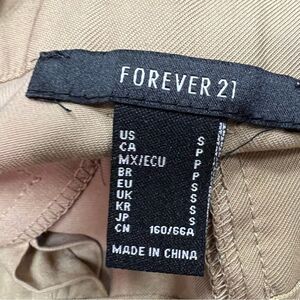 FOREVER 21
US S
CA P
MX/ECU P
BR P
EU S
UK S
KR S
JP S
CN 160/66A
MADE IN CHINA